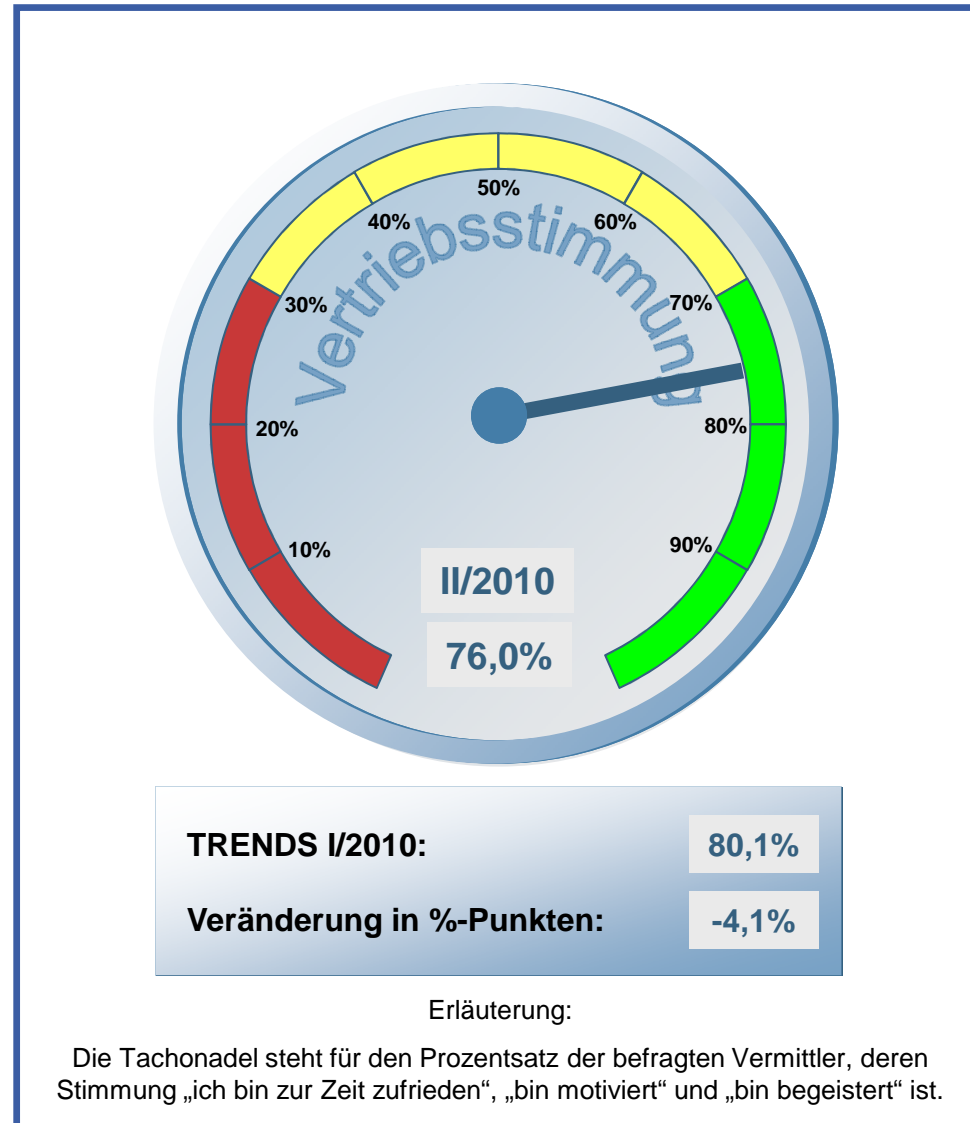 Vertriebsstimmung
50%
40%
60%
30%
70%
20%
80%
10%
90%
II/2010
76,0%
TRENDS I/2010:
80,1%
Veränderung in %-Punkten:
-4,1%
Erläuterung:
Die Tachonadel steht für den Prozentsatz der befragten Vermittler, deren
Stimmung „ich bin zur Zeit zufrieden“, „bin motiviert“ und „bin begeistert“ ist.